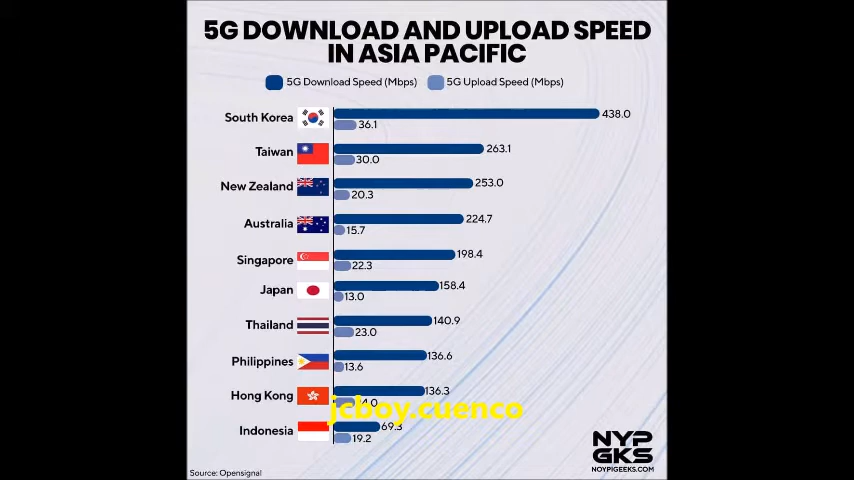 5G DOWNLOAD AND UPLOAD SPEED
IN ASIA PACIFIC
5G Download Speed (Mbps) 5G Upload Speed (Mbps)
South Korea 438.0
36.1
Taiwan 263.1
30.0
New Zealand 253.0
20.3
Australia 224.7
15.7
Singapore 198.4
22.3
Japan 158.4
13.0
Thailand 140.9
23.0
Philippines 136.6
13.6
Hong Kong 136.3
jcboy.cuenco
Indonesia
19.2
NYP
GKS
NOYPIGEEKS.COM
Source: Opensignal